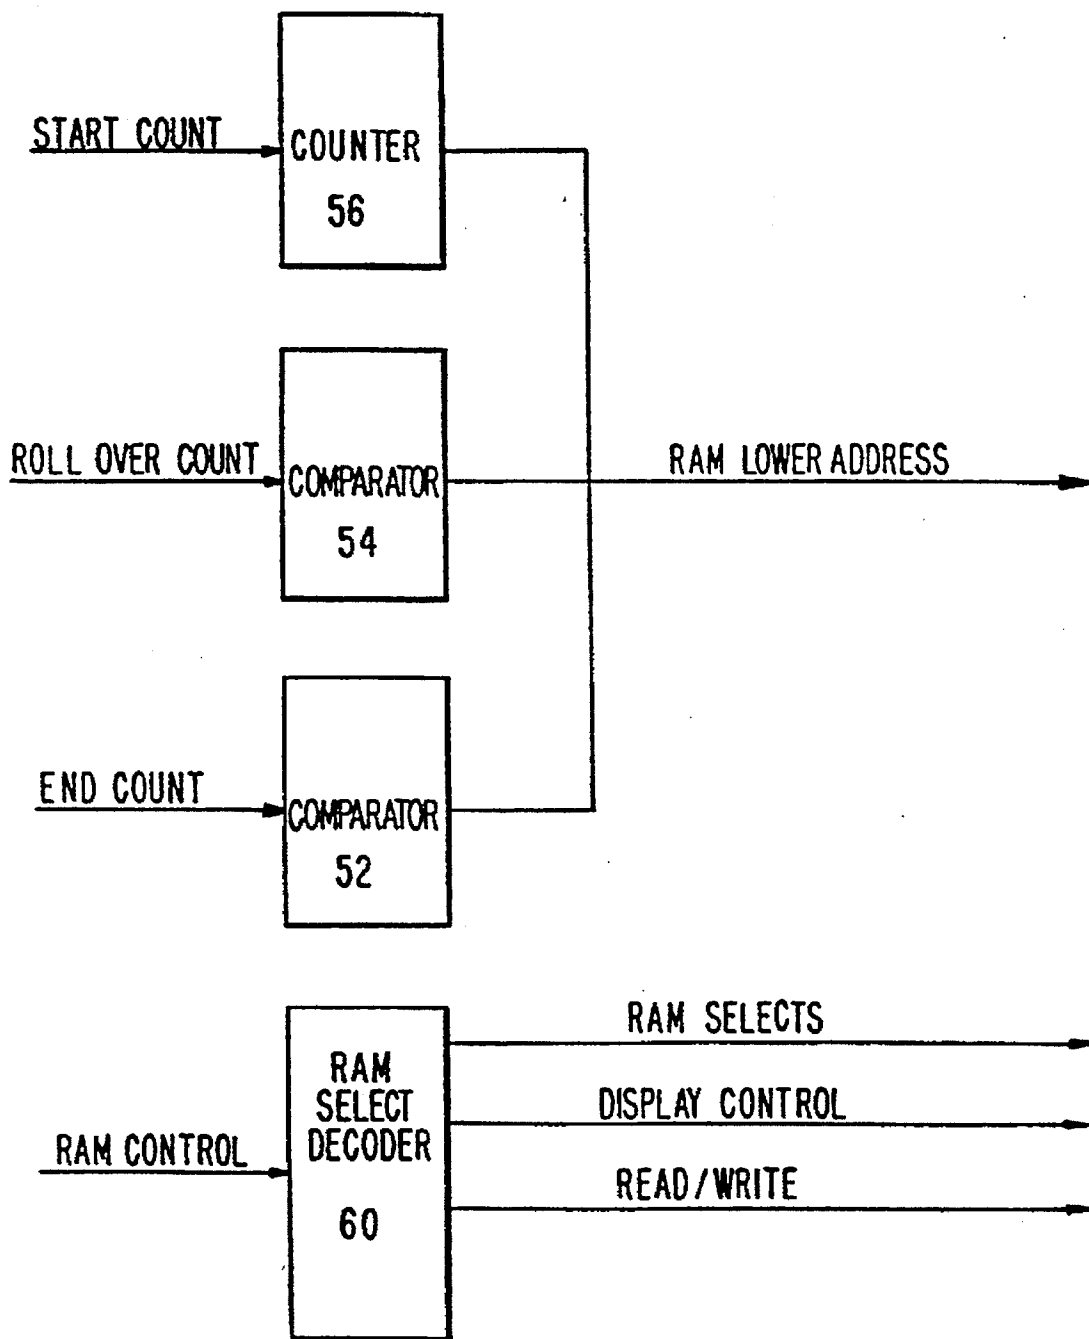 START COUNT
COUNTER
56
ROLL OVER COUNT
COMPARATOR
54
RAM LOWER ADDRESS
END COUNT
COMPARATOR
52
RAM CONTROL
RAM
SELECT
DECODER
60
RAM SELECTS
DISPLAY CONTROL
READ/WRITE